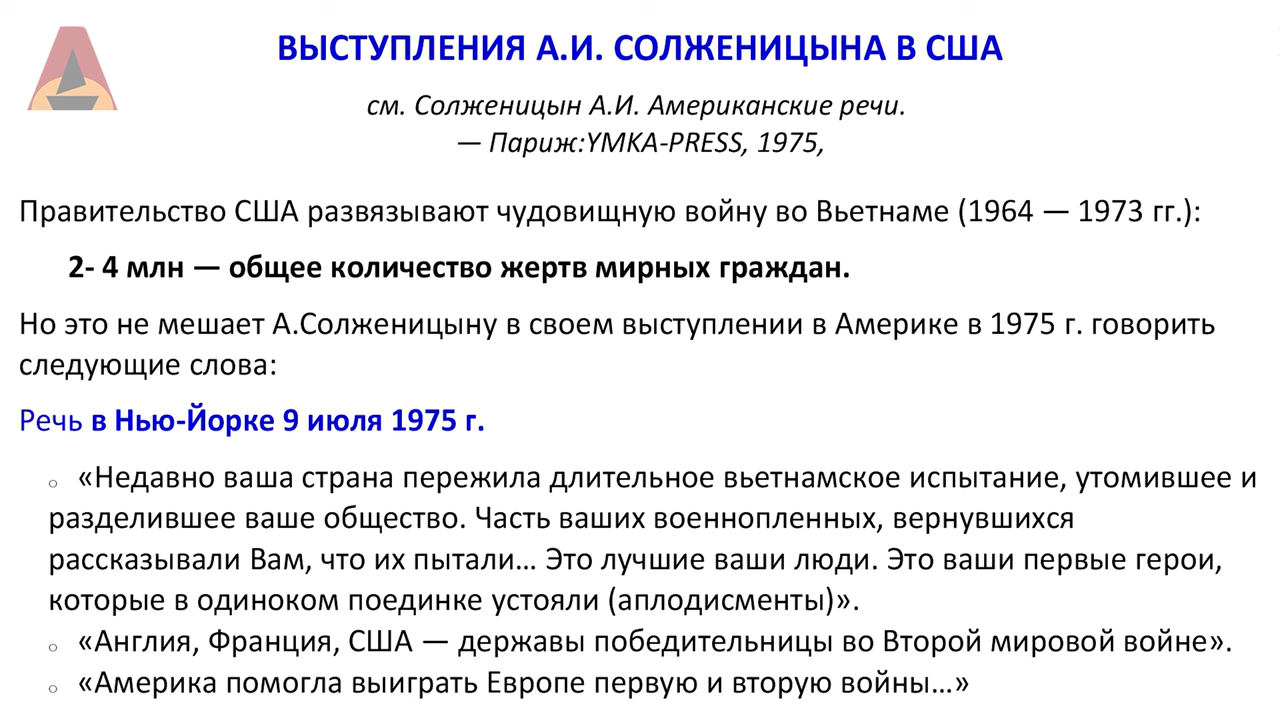 ВЫСТУПЛЕНИЯ А.И. СОЛЖЕНИЦЫНА В США
см. Солженицын А.И. Американские речи.
— Париж:YMKA-PRESS, 1975,
Правительство США развязывают чудовищную войну во Вьетнаме (1964 — 1973 гг.):
2- 4 млн — общее количество жертв мирных граждан.
Но это не мешает А.Солженицыну в своем выступлении в Америке в 1975 г. говорить
следующие слова:
Речь в Нью-Йорке 9 июля 1975 г.
○ «Недавно ваша страна пережила длительное вьетнамское испытание, утомившее и
разделившее ваше общество. Часть ваших военнопленных, вернувшихся
рассказывали Вам, что их пытали… Это лучшие ваши люди. Это ваши первые герои,
которые в одиноком поединке устояли (аплодисменты)».
○ «Англия, Франция, США — державы победительницы во Второй мировой войне».
○ «Америка помогла выиграть Европе первую и вторую войны…»